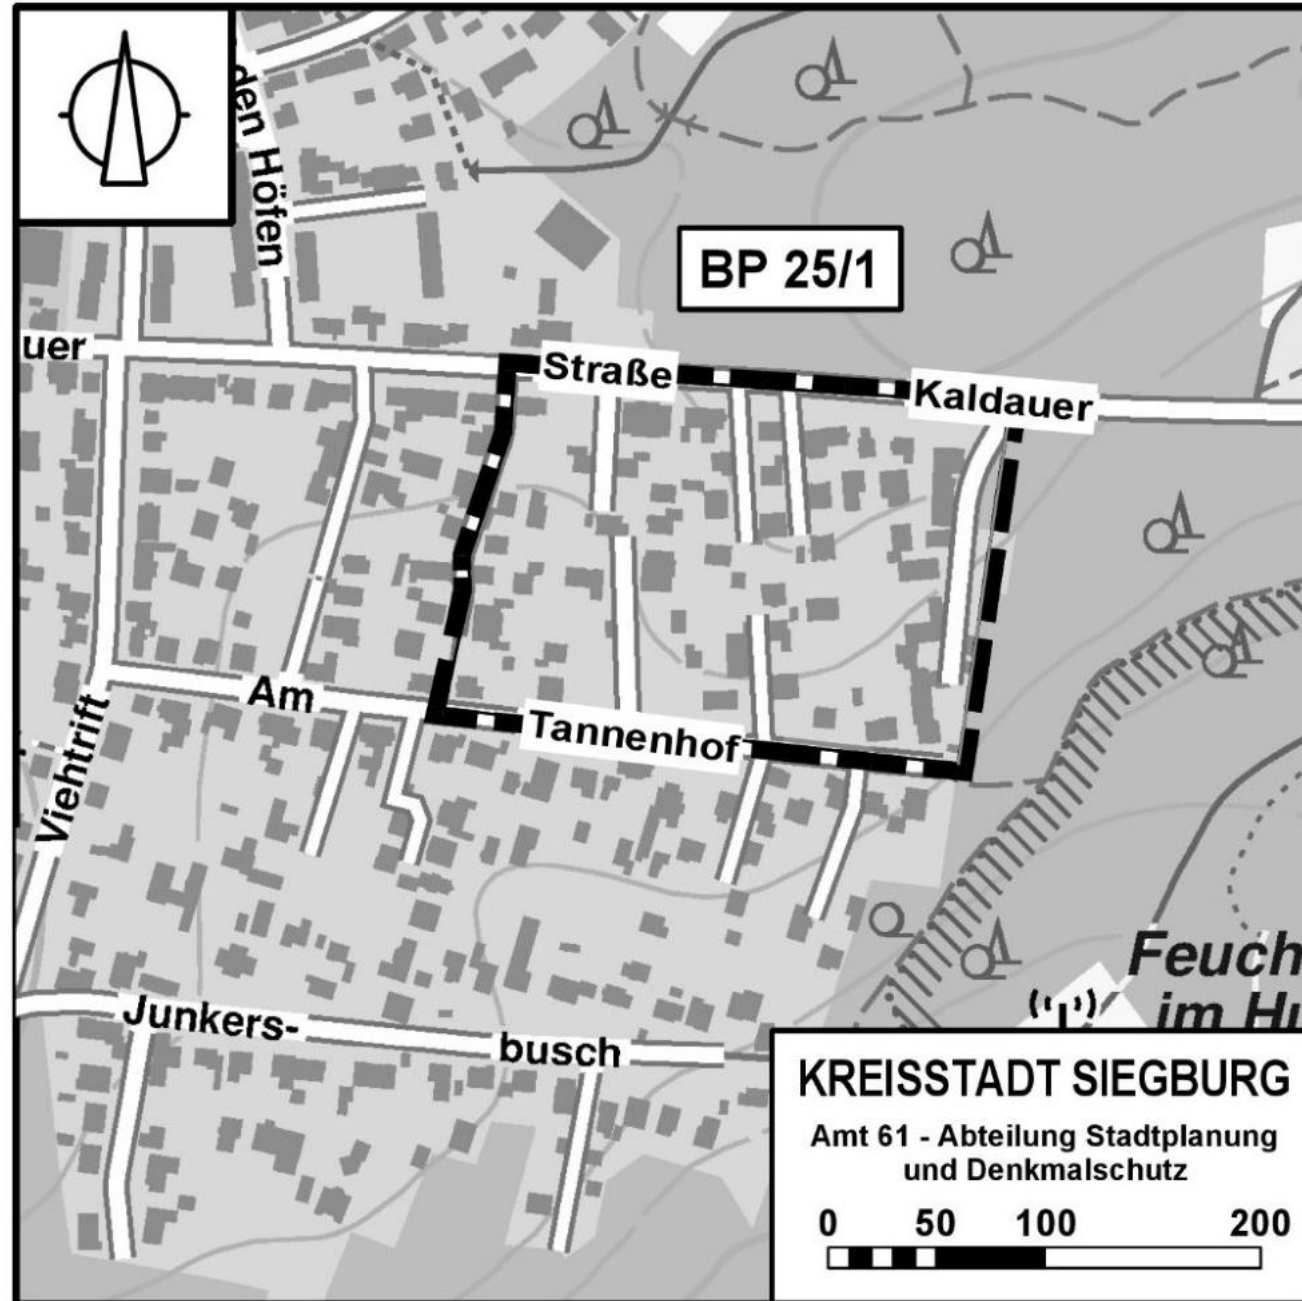 den Höfen
BP 25/1
uer
Straße
Kaldauer
Am
Tannenhof
Viehtrift
Feuch
im Hu
Junkers-
busch
KREISSTADT SIEGBURG
Amt 61 - Abteilung Stadtplanung
und Denkmalschutz
0 50 100 200